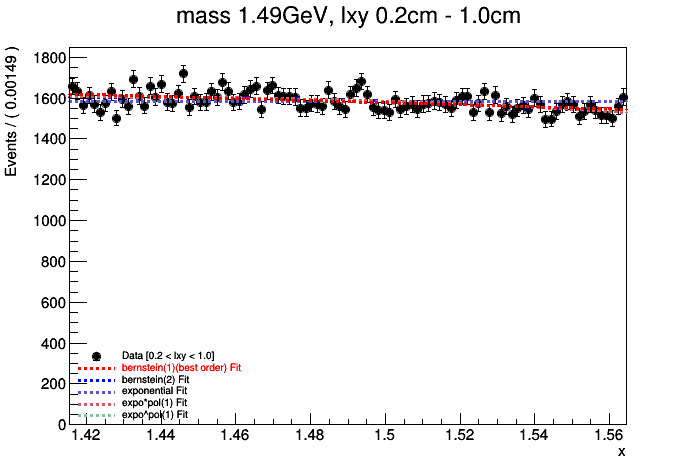 mass 1.49GeV, lxy 0.2cm - 1.0cm
Events / ( 0.00149 )
1800
1600
1400
1200
1000
800
600
400
200
0
Data [0.2 < lxy < 1.0]
bernstein(1)(best order) Fit
bernstein(2) Fit
exponential Fit
expo*pol(1) Fit
expo^pol(1) Fit
1.42 1.44 1.46 1.48 1.5 1.52 1.54 1.56
x